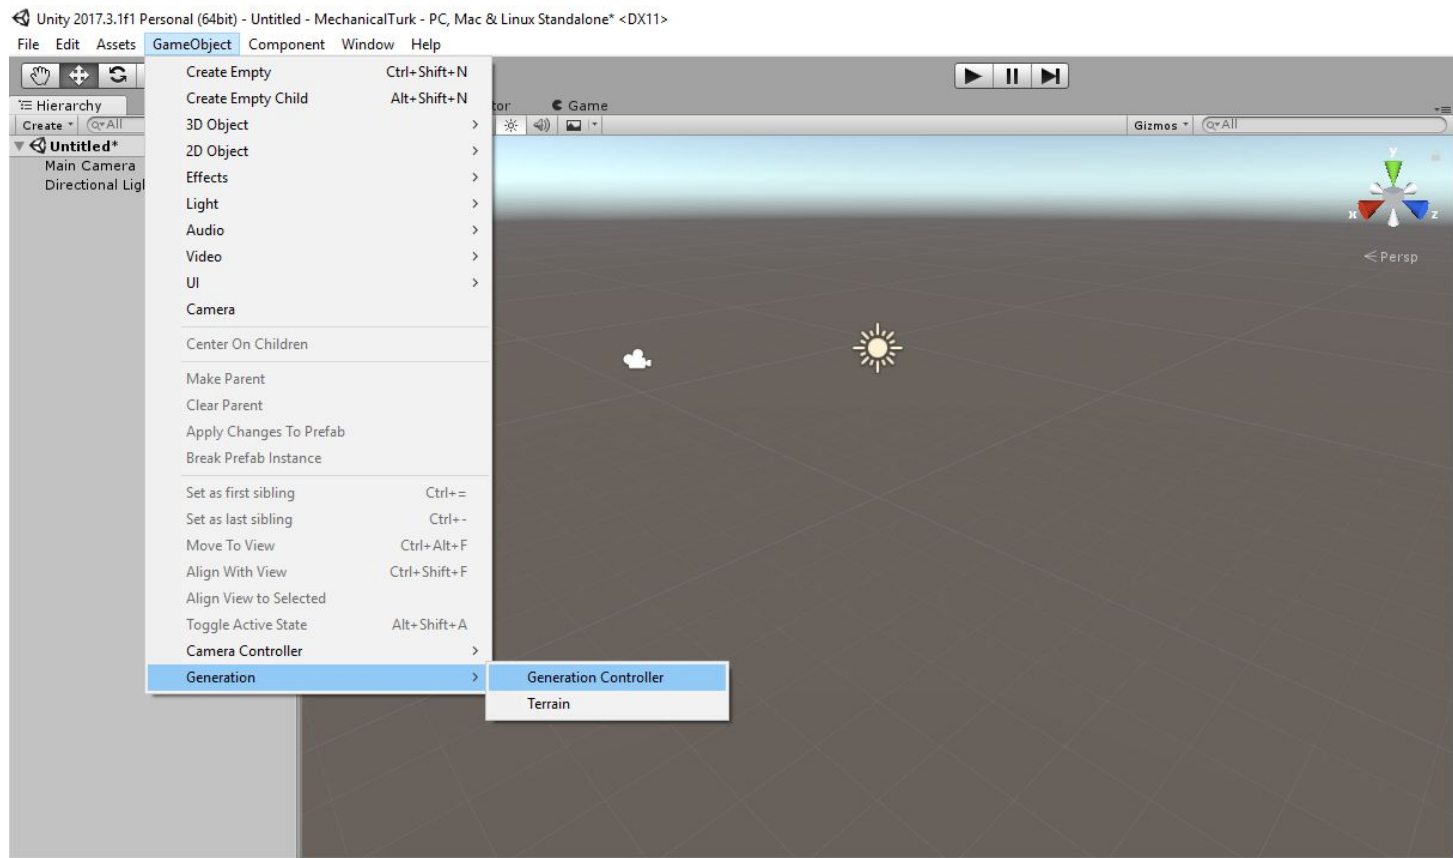 Unity 2017.3.1f1 Personal (64bit) - Untitled - MechanicalTurk - PC, Mac & Linux Standalone* <DX11>
File Edit Assets GameObject Component Window Help
Hierarchy
Create All
Untitled*
Main Camera
Directional Ligh
Create Empty Ctrl+Shift+N
Create Empty Child Alt+Shift+N
3D Object >
2D Object >
Effects >
Light >
Audio >
Video >
UI >
Camera
Center On Children
Make Parent
Clear Parent
Apply Changes To Prefab
Break Prefab Instance
Set as first sibling Ctrl+=
Set as last sibling Ctrl+-
Move To View Ctrl+Alt+F
Align With View Ctrl+Shift+F
Align View to Selected
Toggle Active State Alt+Shift+A
Camera Controller >
Generation >
Generation Controller
Terrain
tor Game
Gizmos All
y
x z
Persp